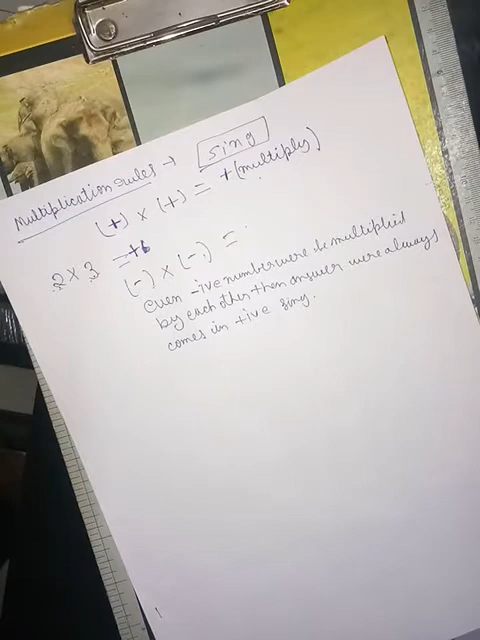 Multiplication rules → sing
(+) × (+) = + (multiply)
2 × 3 = +6
(-) × (-) =
even -ive number were be multiplied
by each other then answer were always
comes in +ive sing.